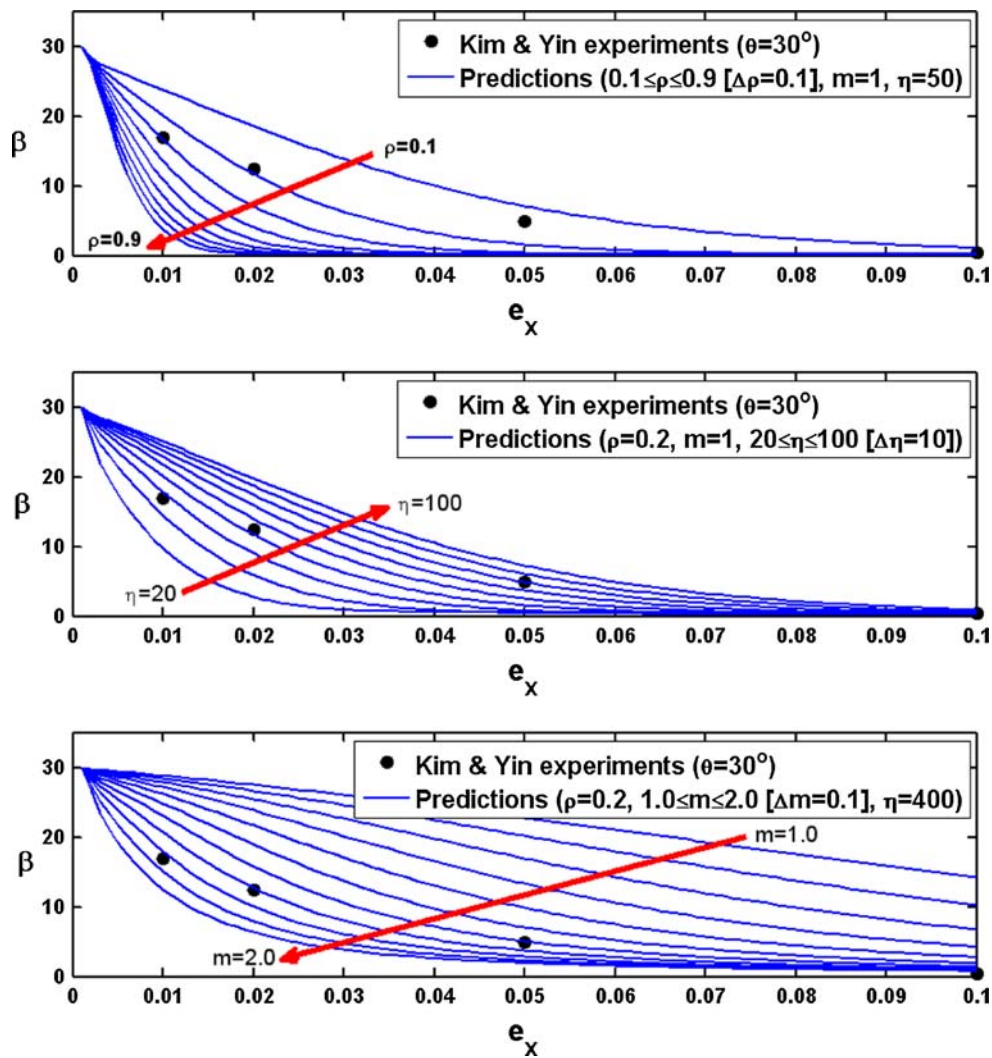 30
20
10
0
β
Kim & Yin experiments (θ=30°)
Predictions (0.1≤ρ≤0.9 [Δρ=0.1], m=1, η=50)
ρ=0.1
ρ=0.9
0 0.01 0.02 0.03 0.04 0.05 0.06 0.07 0.08 0.09 0.1
eX
30
20
10
0
β
Kim & Yin experiments (θ=30°)
Predictions (ρ=0.2, m=1, 20≤η≤100 [Δη=10])
η=100
η=20
0 0.01 0.02 0.03 0.04 0.05 0.06 0.07 0.08 0.09 0.1
eX
30
20
10
0
β
Kim & Yin experiments (θ=30°)
Predictions (ρ=0.2, 1.0≤m≤2.0 [Δm=0.1], η=400)
m=1.0
m=2.0
0 0.01 0.02 0.03 0.04 0.05 0.06 0.07 0.08 0.09 0.1
eX